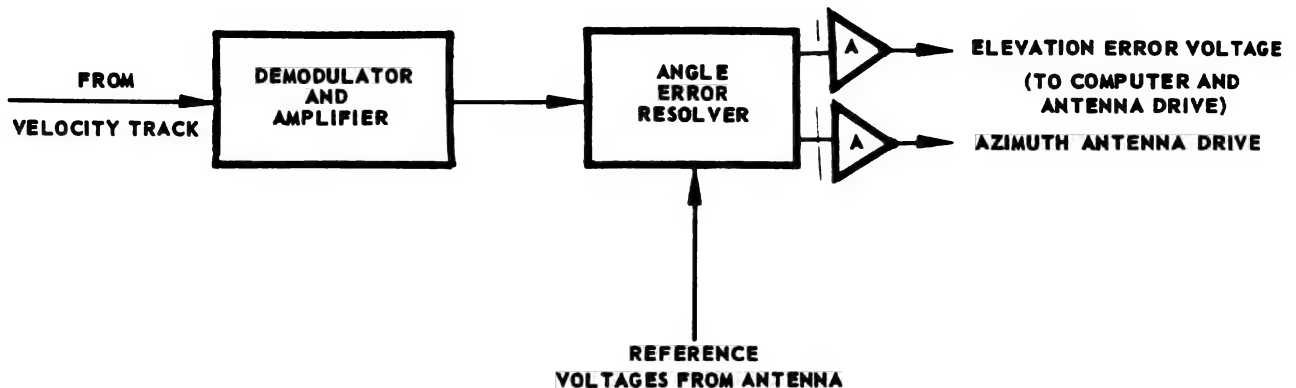 FROM
VELOCITY TRACK
DEMODULATOR
AND
AMPLIFIER
ANGLE
ERROR
RESOLVER
A
ELEVATION ERROR VOLTAGE
(TO COMPUTER AND
ANTENNA DRIVE)
A
AZIMUTH ANTENNA DRIVE
REFERENCE
VOLTAGES FROM ANTENNA